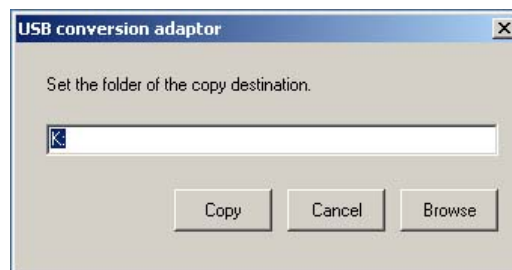 USB conversion adaptor
Set the folder of the copy destination.
K:
Copy Cancel Browse